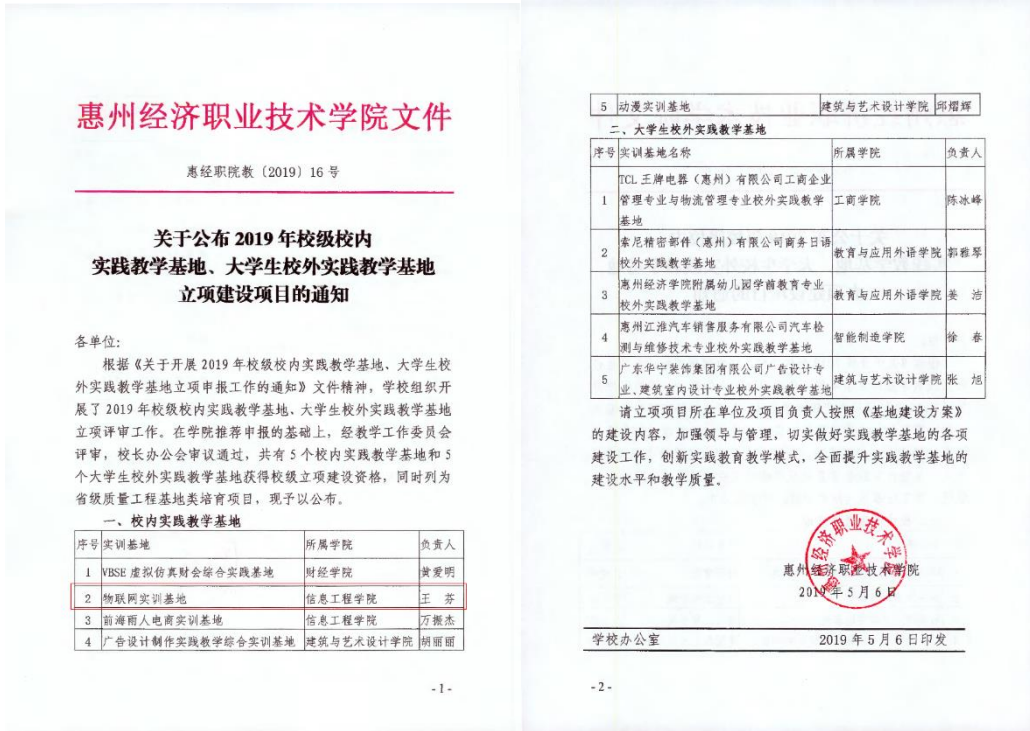 惠州经济职业技术学院文件
惠经职院教〔2019〕16 号
关于公布 2019 年校级校内
实践教学基地、大学生校外实践教学基地
立项建设项目的通知
各单位:
根据《关于开展 2019 年校级校内实践教学基地、大学生校
外实践教学基地立项申报工作的通知》文件精神，学校组织开
展了 2019 年校级校内实践教学基地、大学生校外实践教学基地
立项评审工作。在学院推荐申报的基础上，经教学工作委员会
评审，校长办公会审议通过，共有 5 个校内实践教学基地和 5
个大学生校外实践教学基地获得校级立项建设资格，同时列为
省级质量工程基地类培育项目，现予以公布。
一、校内实践教学基地
序号 实训基地 所属学院 负责人
1 VBSE 虚拟仿真财会综合实践基地 财经学院 黄爱明
2 物联网实训基地 信息工程学院 王 芬
3 前海雨人电商实训基地 信息工程学院 万振杰
4 广告设计制作实践教学综合实训基地 建筑与艺术设计学院 胡丽丽
- 1 -
5 动漫实训基地 建筑与艺术设计学院 邱熠辉
二、大学生校外实践教学基地
序号 实训基地名称 所属学院 负责人
TCL 王牌电器（惠州）有限公司工商企业
1 管理专业与物流管理专业校外实践教学 工商学院 陈冰峰
基地
索尼精密部件（惠州）有限公司商务日语
2 校外实践教学基地 教育与应用外语学院 郭雅琴
惠州经济学院附属幼儿园学前教育专业
3 校外实践教学基地 教育与应用外语学院 姜 洁
惠州江淮汽车销售服务有限公司汽车检
4 测与维修技术专业校外实践教学基地 智能制造学院 徐 春
广东华宁装饰集团有限公司广告设计专
5 业、建筑室内设计专业校外实践教学基地 建筑与艺术设计学院 张 旭
请立项项目所在单位及项目负责人按照《基地建设方案》
的建设内容，加强领导与管理，切实做好实践教学基地的各项
建设工作，创新实践教育教学模式，全面提升实践教学基地的
建设水平和教学质量。
惠州经济职业技术学院
惠州经济职业技术学院
2019 年 5 月 6 日
学校办公室 2019 年 5 月 6 日印发
- 2 -